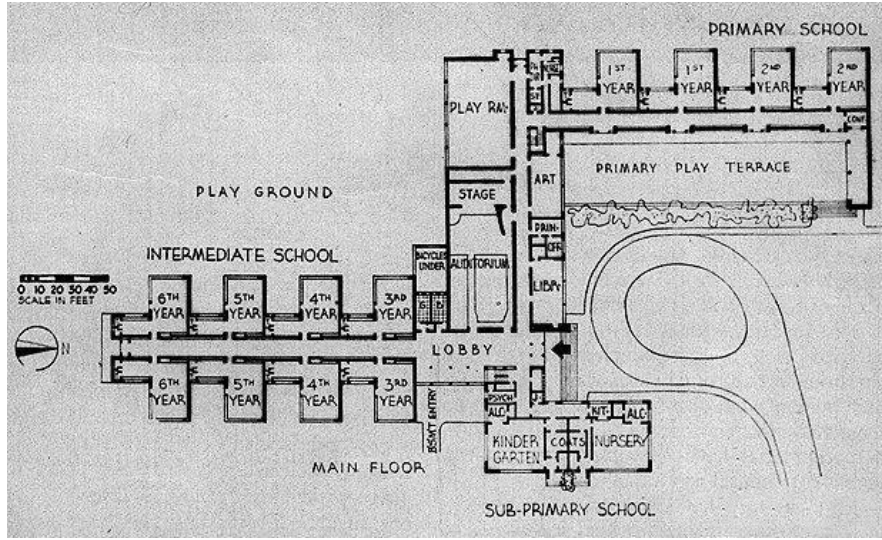 PRIMARY SCHOOL
1ST YEAR
1ST YEAR
2ND YEAR
2ND YEAR
PLAY RM.
CONF.
PRIMARY PLAY TERRACE
ART
PLAY GROUND
STAGE
PRIN.
OFF.
INTERMEDIATE SCHOOL
BICYCLES UNDER
AUDITORIUM
LIBR.
0 10 20 30 40 50
SCALE IN FEET
6TH YEAR
5TH YEAR
4TH YEAR
3RD YEAR
G.
B.
N
LOBBY
6TH YEAR
5TH YEAR
4TH YEAR
3RD YEAR
BSMT ENTRY
PSYCH
ALC.
KIT.
ALC.
KINDER GARTEN
COATS
NURSERY
MAIN FLOOR
SUB-PRIMARY SCHOOL